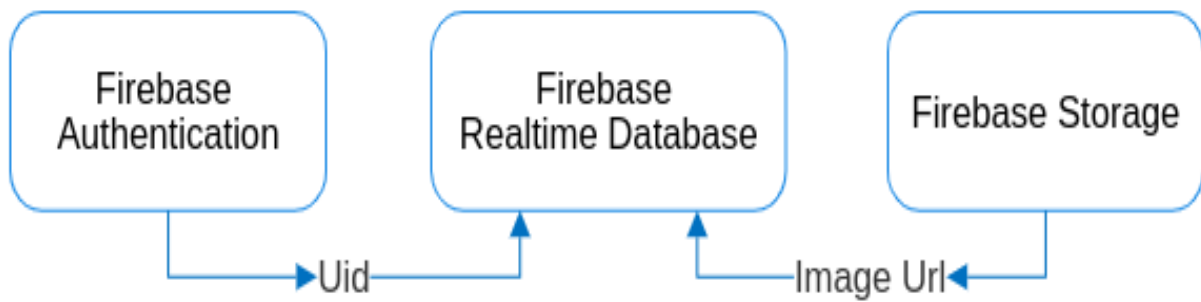 Firebase
Authentication
Firebase
Realtime Database
Firebase Storage
Uid
Image Url